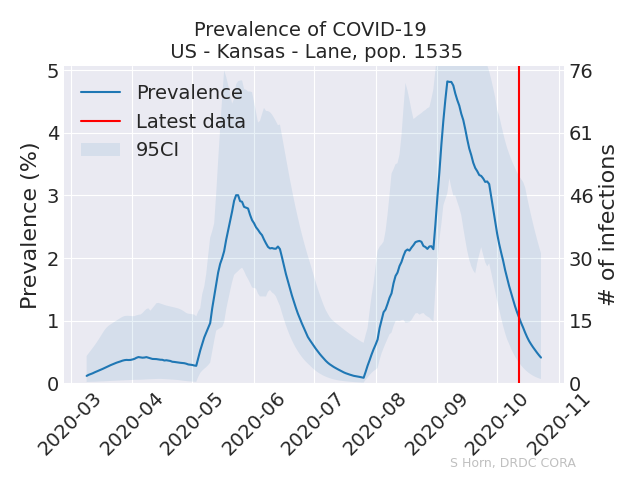 Prevalence of COVID-19
US - Kansas - Lane, pop. 1535
Prevalence (%)
5
4
3
2
1
0
76
61
46
30
15
0
# of infections
Prevalence
Latest data
95CI
2020-03
2020-04
2020-05
2020-06
2020-07
2020-08
2020-09
2020-10
2020-11
S Horn, DRDC CORA